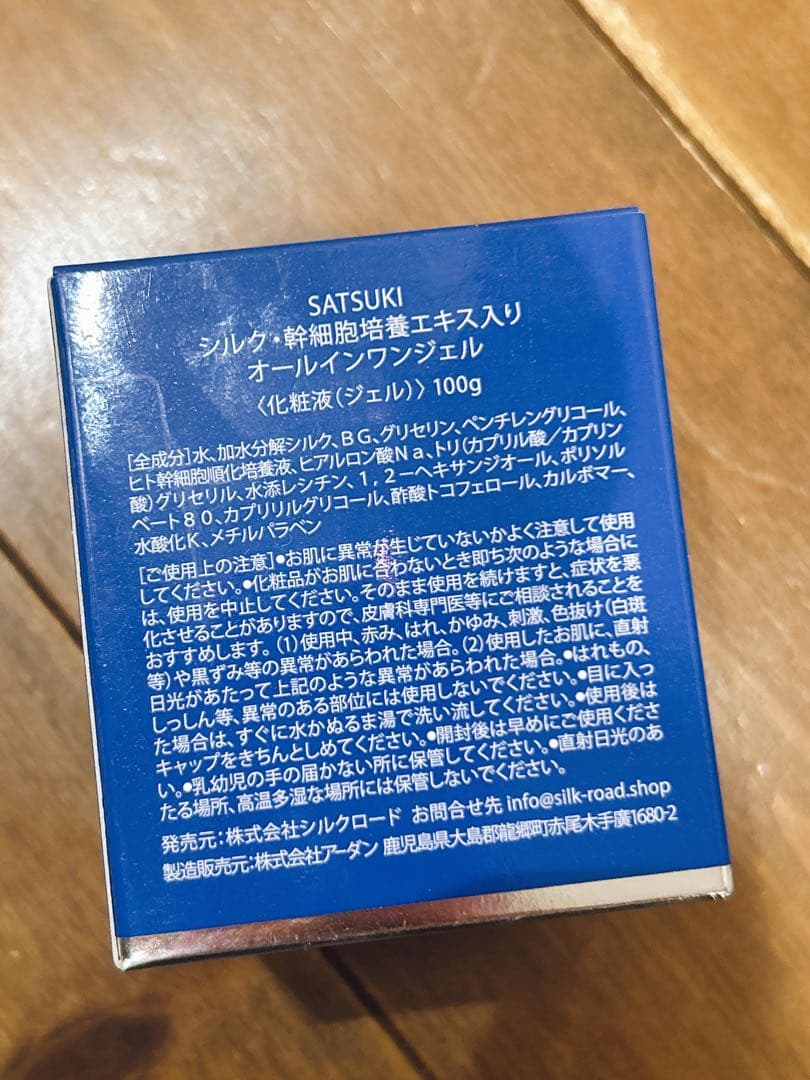 SATSUKI
シルク・幹細胞培養エキス入り
オールインワンジェル
〈化粧液（ジェル）〉100g
［全成分］水、加水分解シルク、ＢＧ、グリセリン、ペンチレングリコール、
ヒト幹細胞順化培養液、ヒアルロン酸Ｎａ、トリ（カプリル酸／カプリン
酸）グリセリル、水添レシチン、１，２－ヘキサンジオール、ポリソル
ベート８０、カプリリルグリコール、酢酸トコフェロール、カルボマー、
水酸化Ｋ、メチルパラベン
［ご使用上の注意］●お肌に異常が生じていないかよく注意して使用
してください。●化粧品がお肌に合わないとき即ち次のような場合に
は、使用を中止してください。そのまま使用を続けますと、症状を悪
化させることがありますので、皮膚科専門医等にご相談されることを
おすすめします。（1）使用中、赤み、はれ、かゆみ、刺激、色抜け（白斑
等）や黒ずみ等の異常があらわれた場合。（2）使用したお肌に、直射
日光があたって上記のような異常があらわれた場合。●はれもの、
しっしん等、異常のある部位には使用しないでください。●目に入っ
た場合は、すぐに水かぬるま湯で洗い流してください。●使用後は
キャップをきちんとしめてください。●開封後は早めにご使用くださ
い。●乳幼児の手の届かない所に保管してください。●直射日光のあ
たる場所、高温多湿な場所には保管しないでください。
発売元：株式会社シルクロード お問合せ先 info@silk-road.shop
製造販売元：株式会社アーダン 鹿児島県大島郡龍郷町赤尾木手廣1680-2